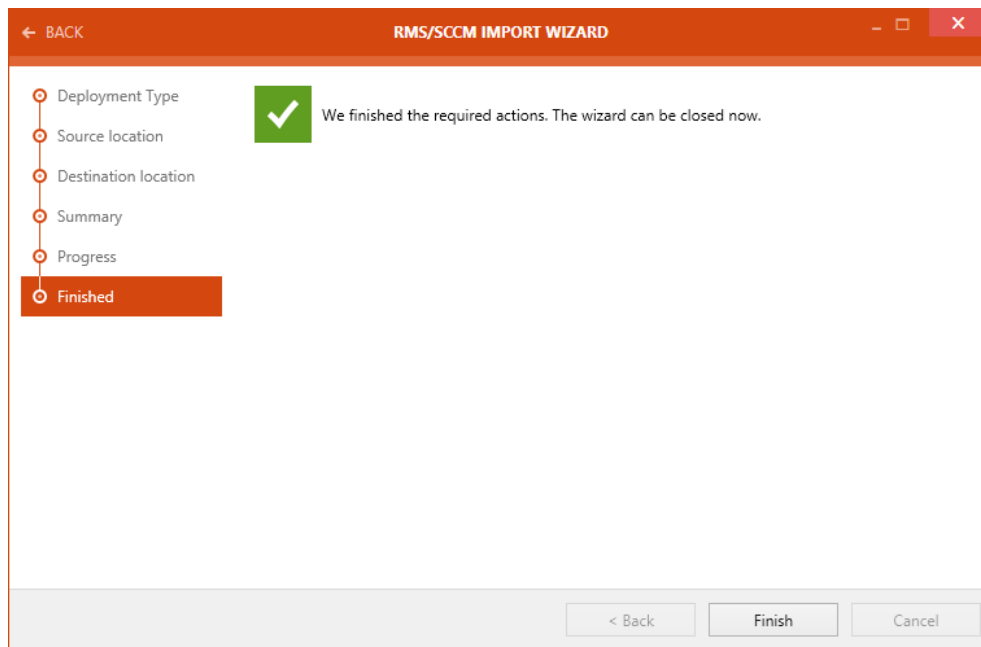 BACK
RMS/SCCM IMPORT WIZARD
Deployment Type
We finished the required actions. The wizard can be closed now.
Source location
Destination location
Summary
Progress
Finished
< Back
Finish
Cancel